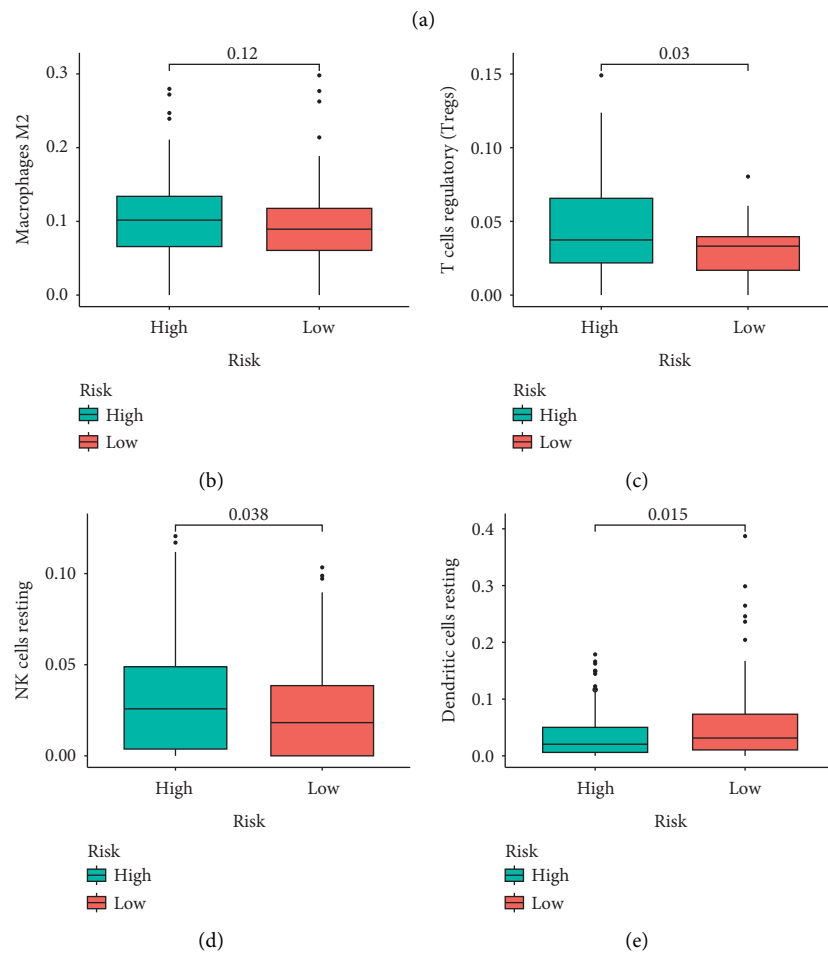 (a)
0.12
0.3
0.2
0.1
0.0
Macrophages M2
High
Low
Risk
Risk
High
Low
(b)
0.03
0.15
0.10
0.05
0.00
T cells regulatory (Tregs)
High
Low
Risk
Risk
High
Low
(c)
0.038
0.10
0.05
0.00
NK cells resting
High
Low
Risk
Risk
High
Low
(d)
0.015
0.4
0.3
0.2
0.1
0.0
Dendritic cells resting
High
Low
Risk
Risk
High
Low
(e)